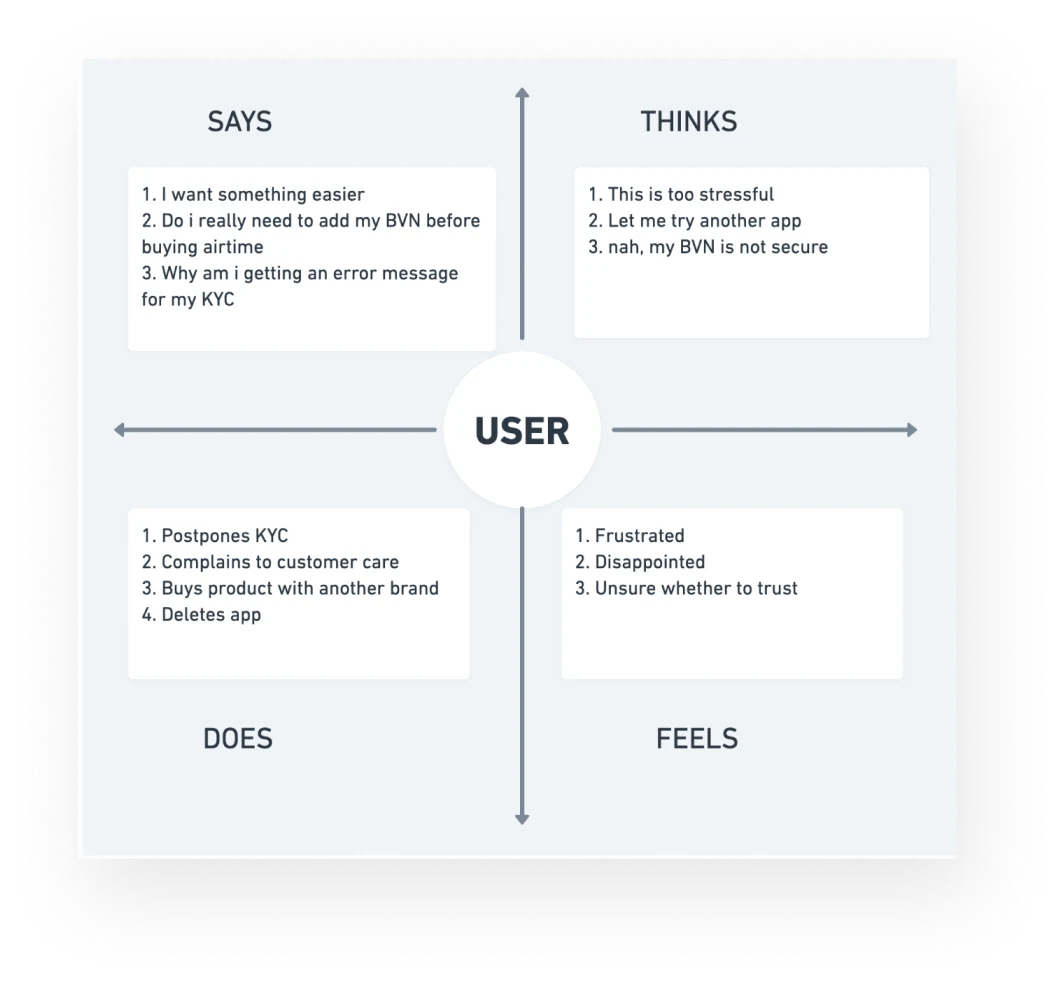 SAYS
1. I want something easier
2. Do i really need to add my BVN before
buying airtime
3. Why am i getting an error message
for my KYC
THINKS
1. This is too stressful
2. Let me try another app
3. nah, my BVN is not secure
USER
1. Postpones KYC
2. Complains to customer care
3. Buys product with another brand
4. Deletes app
DOES
1. Frustrated
2. Disappointed
3. Unsure whether to trust
FEELS